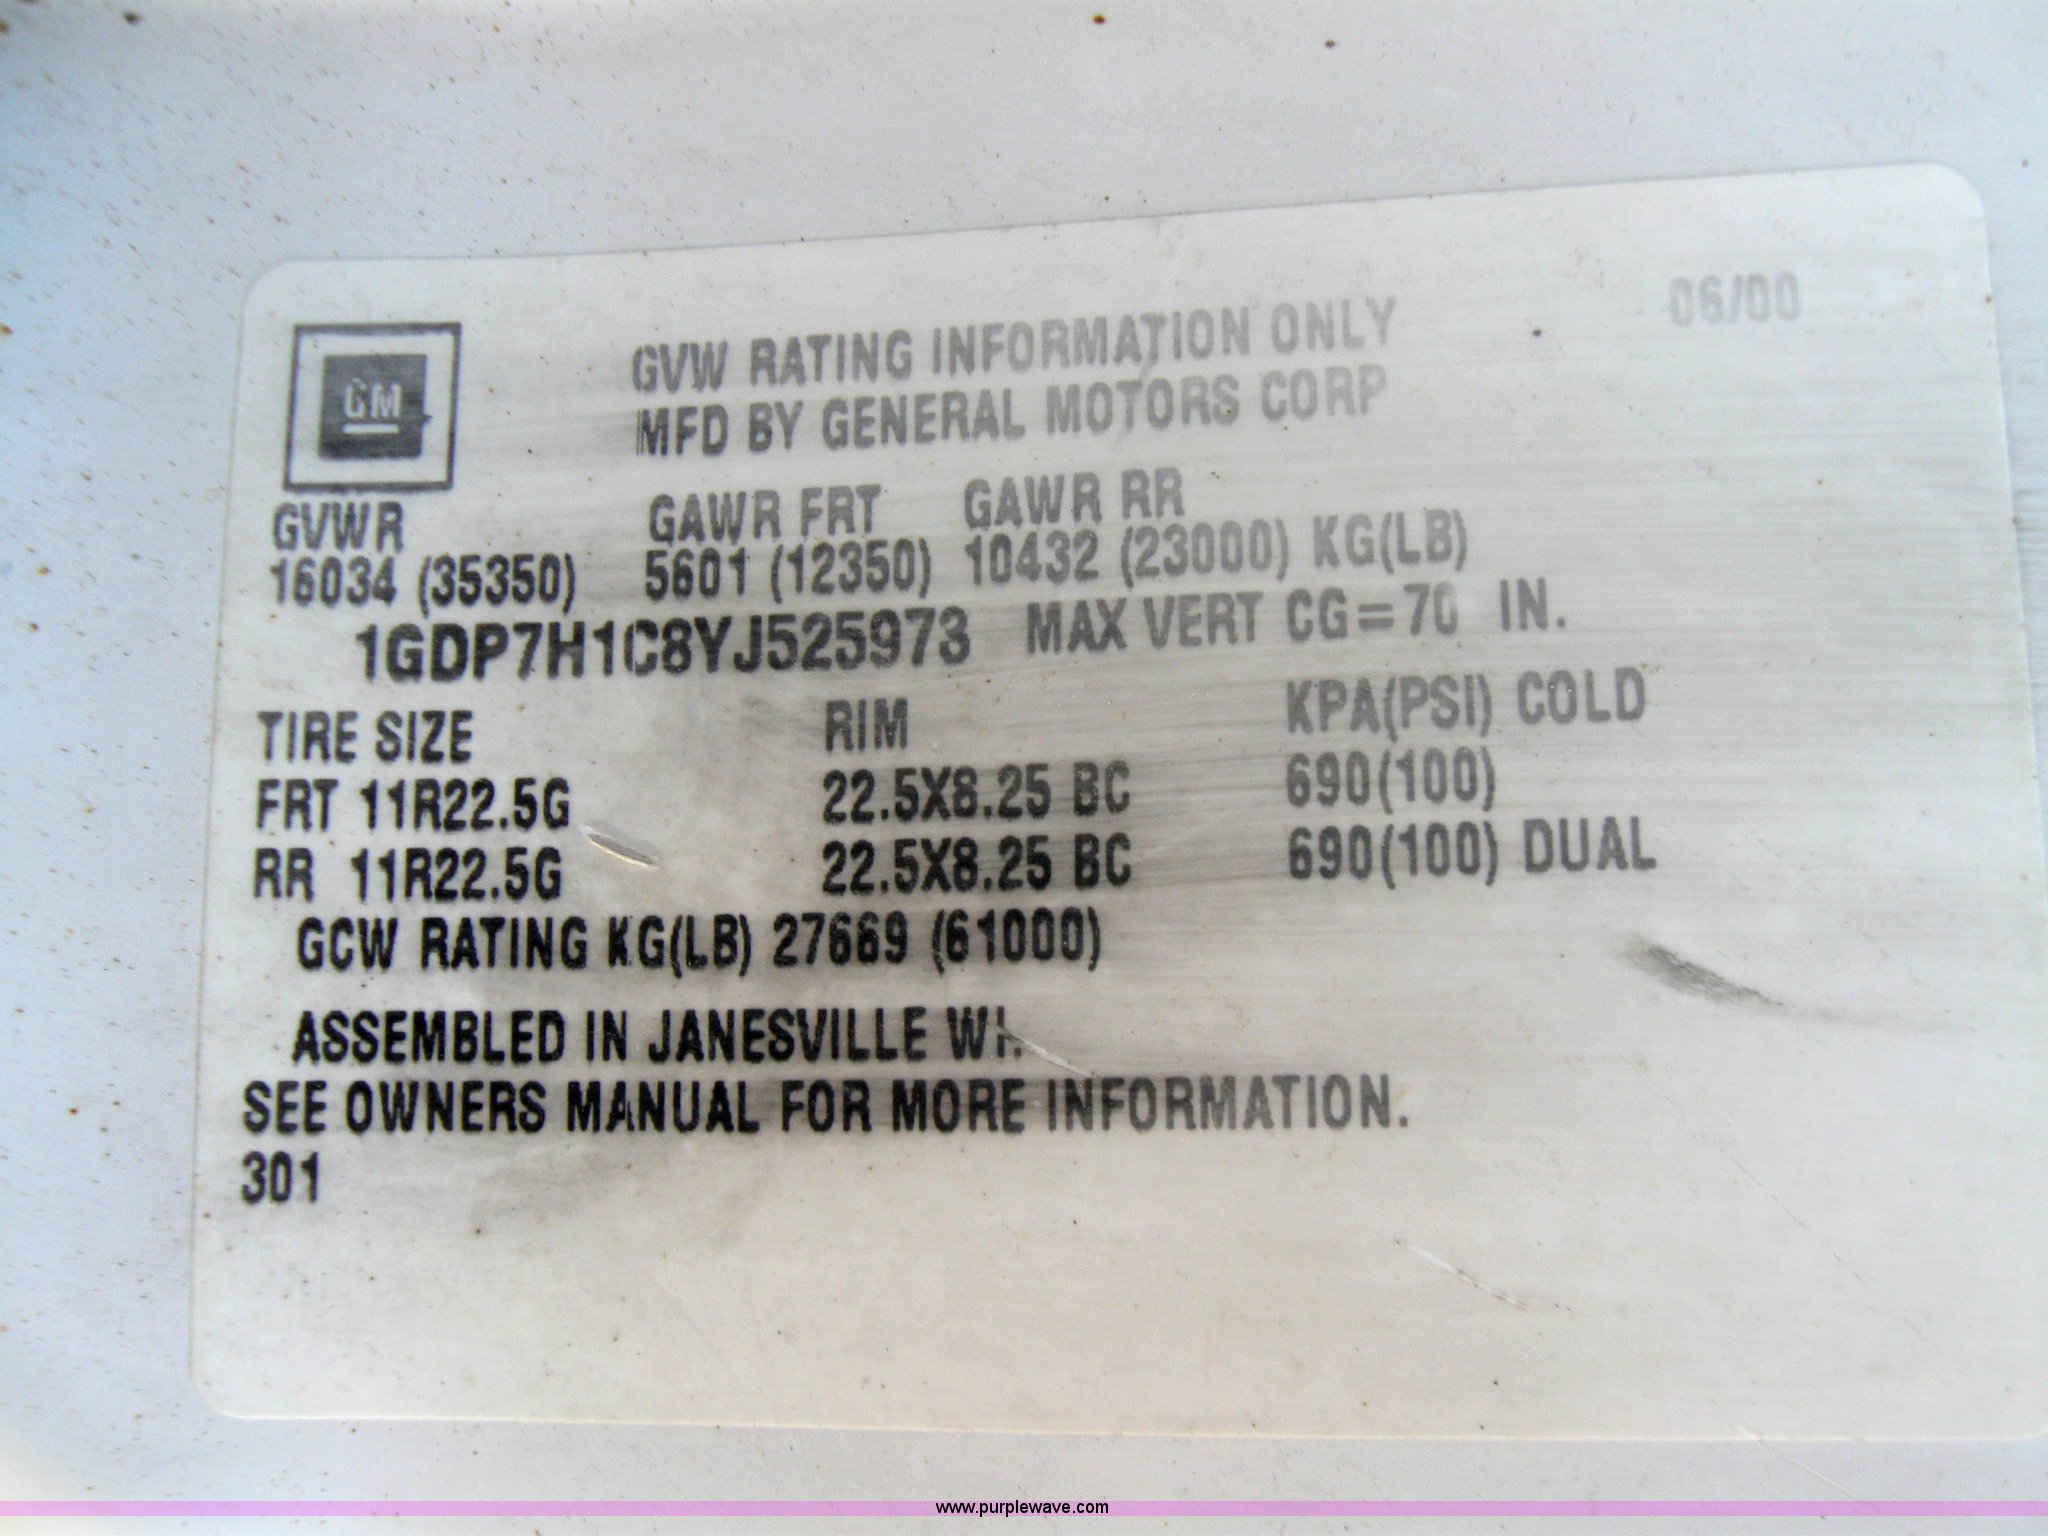 06/00
GM
GVW RATING INFORMATION ONLY
MFD BY GENERAL MOTORS CORP
GVWR GAWR FRT GAWR RR
16034 (35350) 5601 (12350) 10432 (23000) KG(LB)
1GDP7H1C8YJ525973 MAX VERT CG=70 IN.
TIRE SIZE RIM KPA(PSI) COLD
FRT 11R22.5G 22.5X8.25 BC 690(100)
RR 11R22.5G 22.5X8.25 BC 690(100) DUAL
GCW RATING KG(LB) 27669 (61000)
ASSEMBLED IN JANESVILLE WI.
SEE OWNERS MANUAL FOR MORE INFORMATION.
301
www.purplewave.com